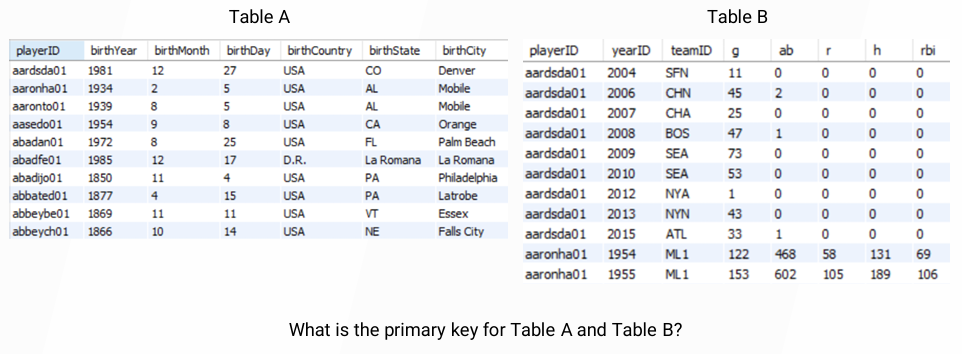 Table A
playerID birthYear birthMonth birthDay birthCountry birthState birthCity
aardsda01 1981 12 27 USA CO Denver
aaronha01 1934 2 5 USA AL Mobile
aaronto01 1939 8 5 USA AL Mobile
aasedo01 1954 9 8 USA CA Orange
abadan01 1972 8 25 USA FL Palm Beach
abadfe01 1985 12 17 D.R. La Romana La Romana
abadijo01 1850 11 4 USA PA Philadelphia
abbated01 1877 4 15 USA PA Latrobe
abbeybe01 1869 11 11 USA VT Essex
abbeych01 1866 10 14 USA NE Falls City
Table B
playerID yearID teamID g ab r h rbi
aardsda01 2004 SFN 11 0 0 0 0
aardsda01 2006 CHN 45 2 0 0 0
aardsda01 2007 CHA 25 0 0 0 0
aardsda01 2008 BOS 47 1 0 0 0
aardsda01 2009 SEA 73 0 0 0 0
aardsda01 2010 SEA 53 0 0 0 0
aardsda01 2012 NYA 1 0 0 0 0
aardsda01 2013 NYN 43 0 0 0 0
aardsda01 2015 ATL 33 1 0 0 0
aaronha01 1954 ML1 122 468 58 131 69
aaronha01 1955 ML1 153 602 105 189 106
What is the primary key for Table A and Table B?